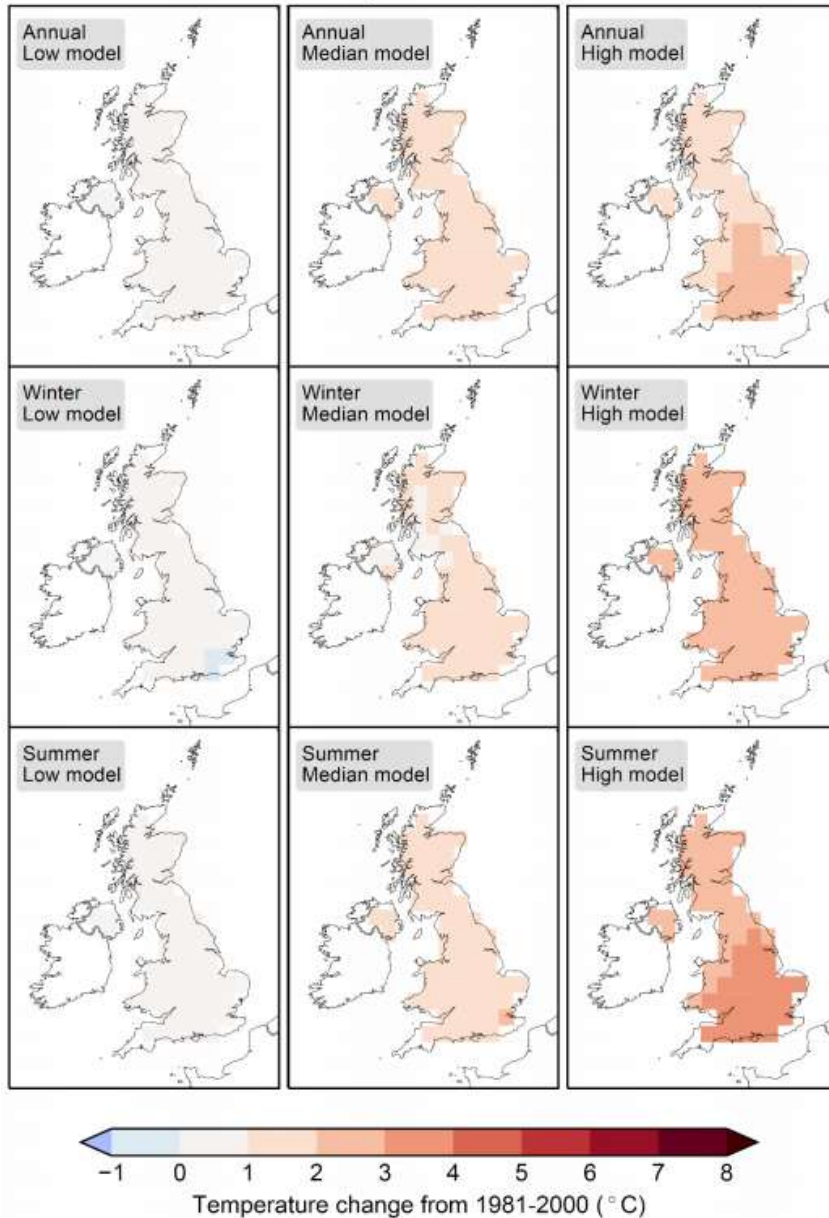 Annual
Low model
Annual
Median model
Annual
High model
Winter
Low model
Winter
Median model
Winter
High model
Summer
Low model
Summer
Median model
Summer
High model
−1 0 1 2 3 4 5 6 7 8
Temperature change from 1981-2000 (°C)